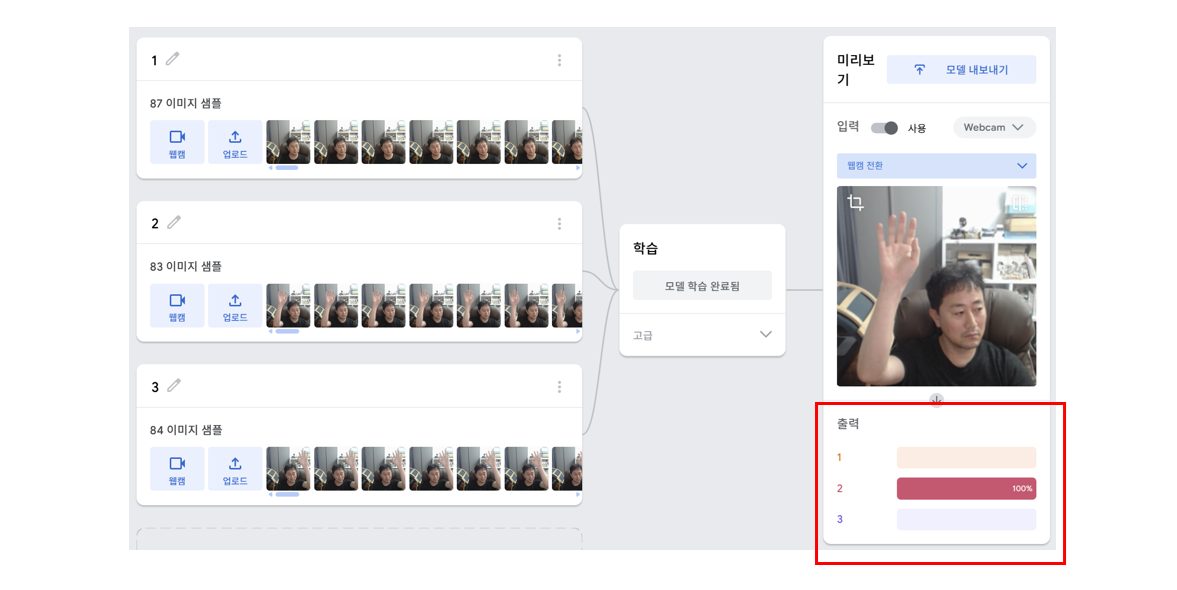 1
87 이미지 샘플
웹캠
업로드
2
83 이미지 샘플
웹캠
업로드
3
84 이미지 샘플
웹캠
업로드
학습
모델 학습 완료됨
고급
미리보
기
모델 내보내기
입력
사용
Webcam
웹캠 전환
출력
1
2
100%
3